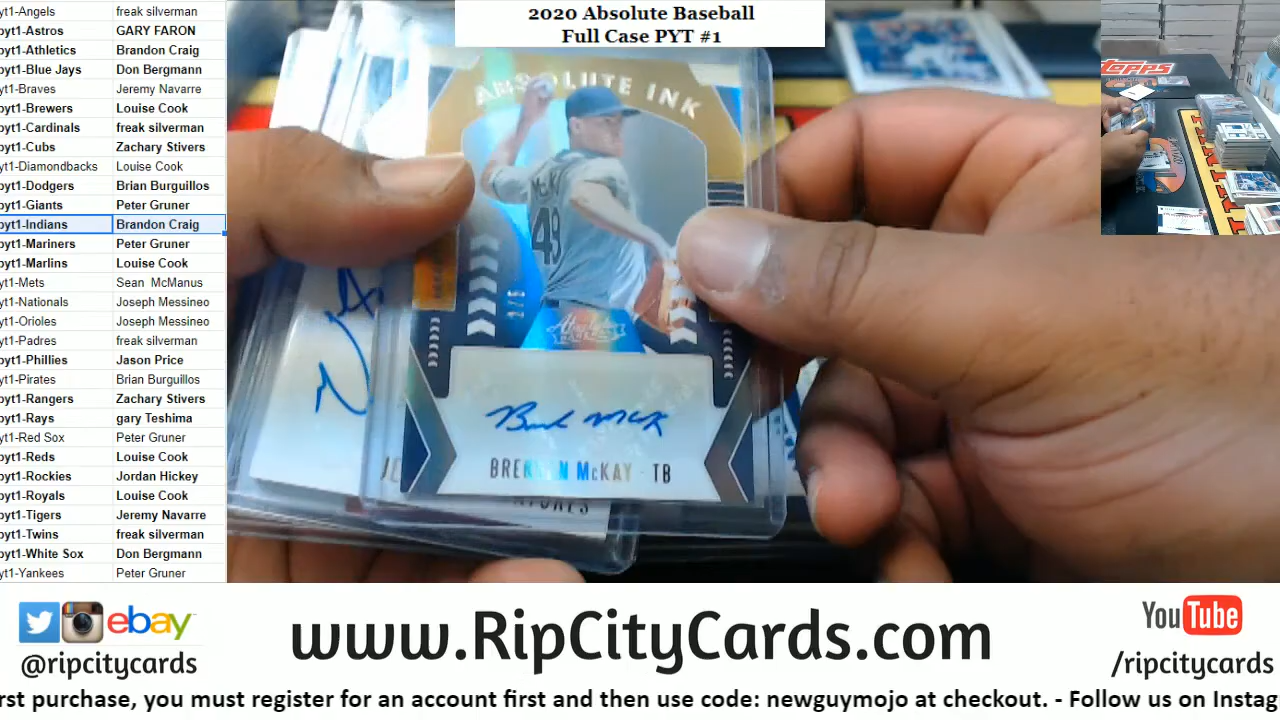 2020 Absolute Baseball
Full Case PYT #1
pyt1-Angels freak silverman
pyt1-Astros GARY FARON
pyt1-Athletics Brandon Craig
pyt1-Blue Jays Don Bergmann
pyt1-Braves Jeremy Navarre
pyt1-Brewers Louise Cook
pyt1-Cardinals freak silverman
pyt1-Cubs Zachary Stivers
pyt1-Diamondbacks Louise Cook
pyt1-Dodgers Brian Burguillos
pyt1-Giants Peter Gruner
pyt1-Indians Brandon Craig
pyt1-Mariners Peter Gruner
pyt1-Marlins Louise Cook
pyt1-Mets Sean McManus
pyt1-Nationals Joseph Messineo
pyt1-Orioles Joseph Messineo
pyt1-Padres freak silverman
pyt1-Phillies Jason Price
pyt1-Pirates Brian Burguillos
pyt1-Rangers Zachary Stivers
pyt1-Rays gary Teshima
pyt1-Red Sox Peter Gruner
pyt1-Reds Louise Cook
pyt1-Rockies Jordan Hickey
pyt1-Royals Louise Cook
pyt1-Tigers Jeremy Navarre
pyt1-Twins freak silverman
pyt1-White Sox Don Bergmann
pyt1-Yankees Peter Gruner
ABSOLUTE INK
49
Absolute
BASEBALL
BRENDAN McKAY - TB
TOPPS
ebay
@ripcitycards
www.RipCityCards.com
YouTube
/ripcitycards
rst purchase, you must register for an account first and then use code: newguymojo at checkout. - Follow us on Instag